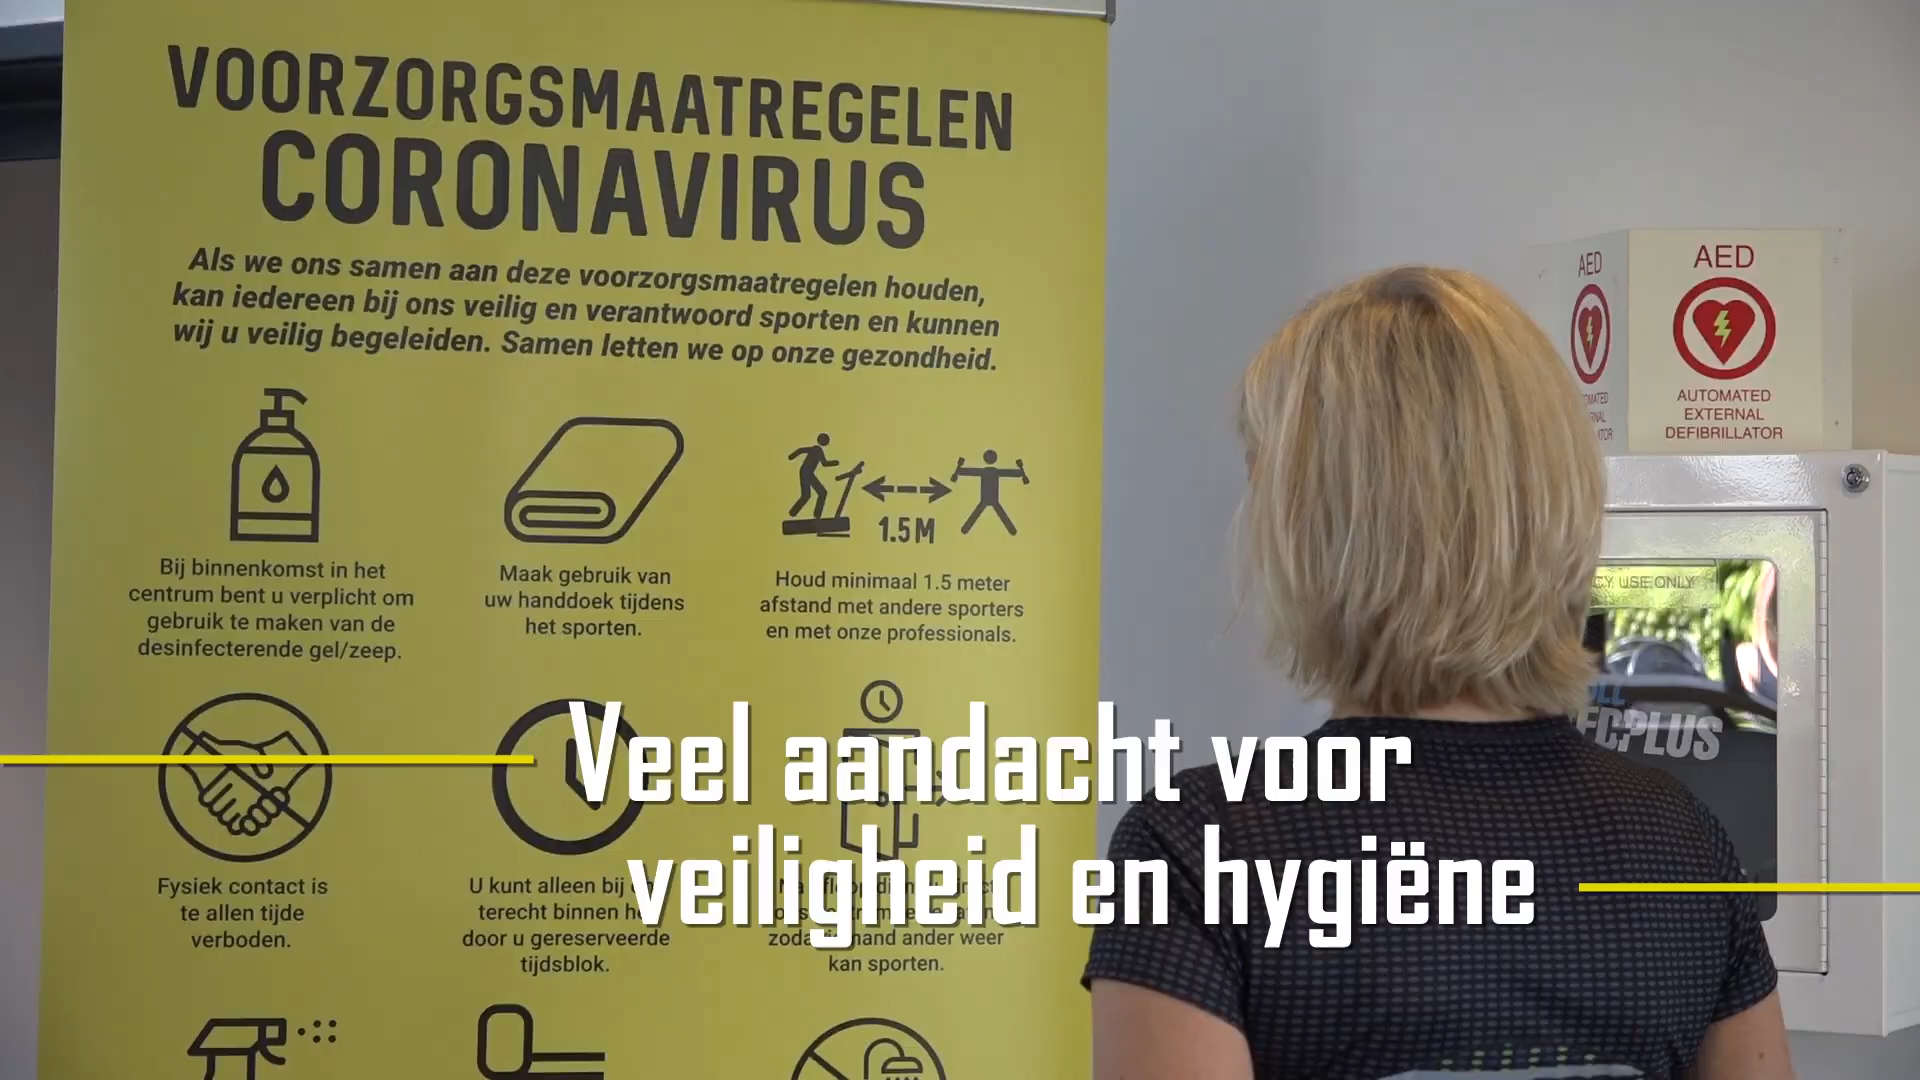 VOORZORGSMAATREGELEN
CORONAVIRUS
Als we ons samen aan deze voorzorgsmaatregelen houden,
kan iedereen bij ons veilig en verantwoord sporten en kunnen
wij u veilig begeleiden. Samen letten we op onze gezondheid.
1.5 M
Bij binnenkomst in het
centrum bent u verplicht om
gebruik te maken van de
desinfecterende gel/zeep.
Maak gebruik van
uw handdoek tijdens
het sporten.
Houd minimaal 1.5 meter
afstand met andere sporters
en met onze professionals.
Fysiek contact is
te allen tijde
verboden.
U kunt alleen bij
terecht binnen
door u gereserveerde
tijdsblok.
hand ander weer
kan sporten.
Veel aandacht voor
veiligheid en hygiëne
AED
AED
AUTOMATED
EXTERNAL
DEFIBRILLATOR
USE ONLY